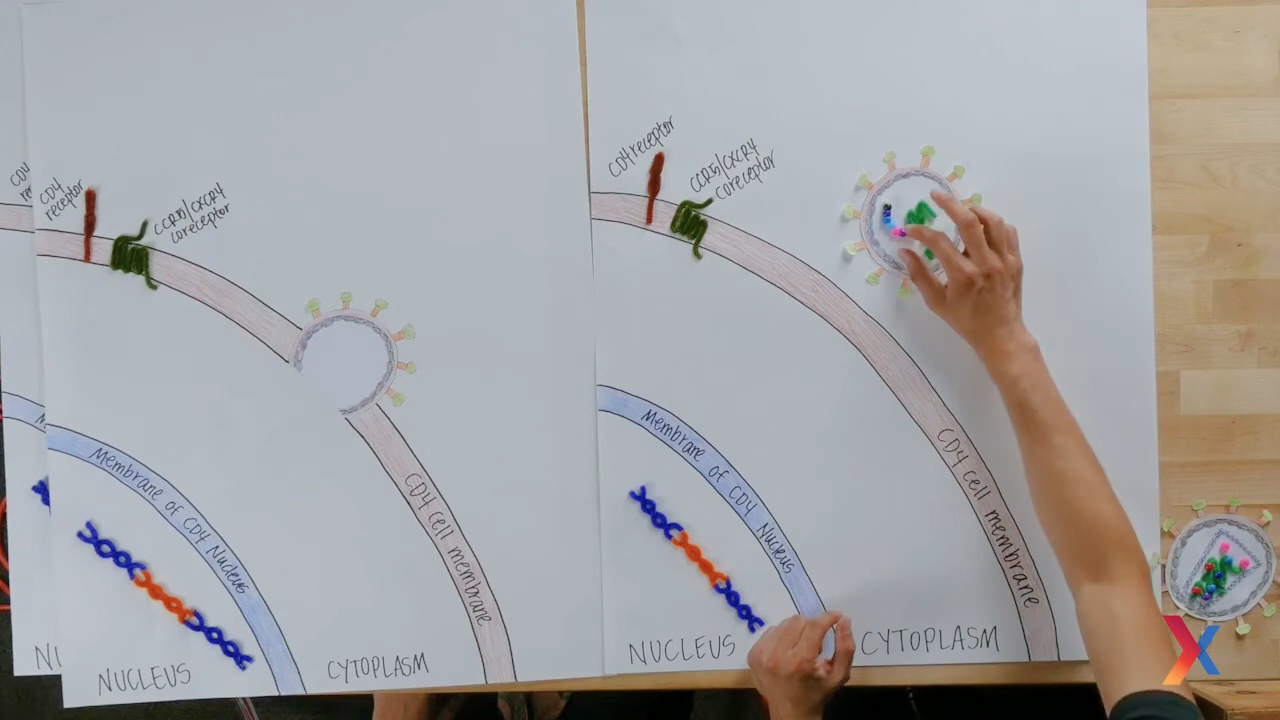 CD4
receptor
CCR5/CXCR4
coreceptor
Membrane of CD4 Nucleus
CD4 cell membrane
NUCLEUS
CYTOPLASM
CD4 receptor
CCR5/CXCR4
coreceptor
Membrane of CD4 Nucleus
CD4 cell membrane
NUCLEUS
CYTOPLASM